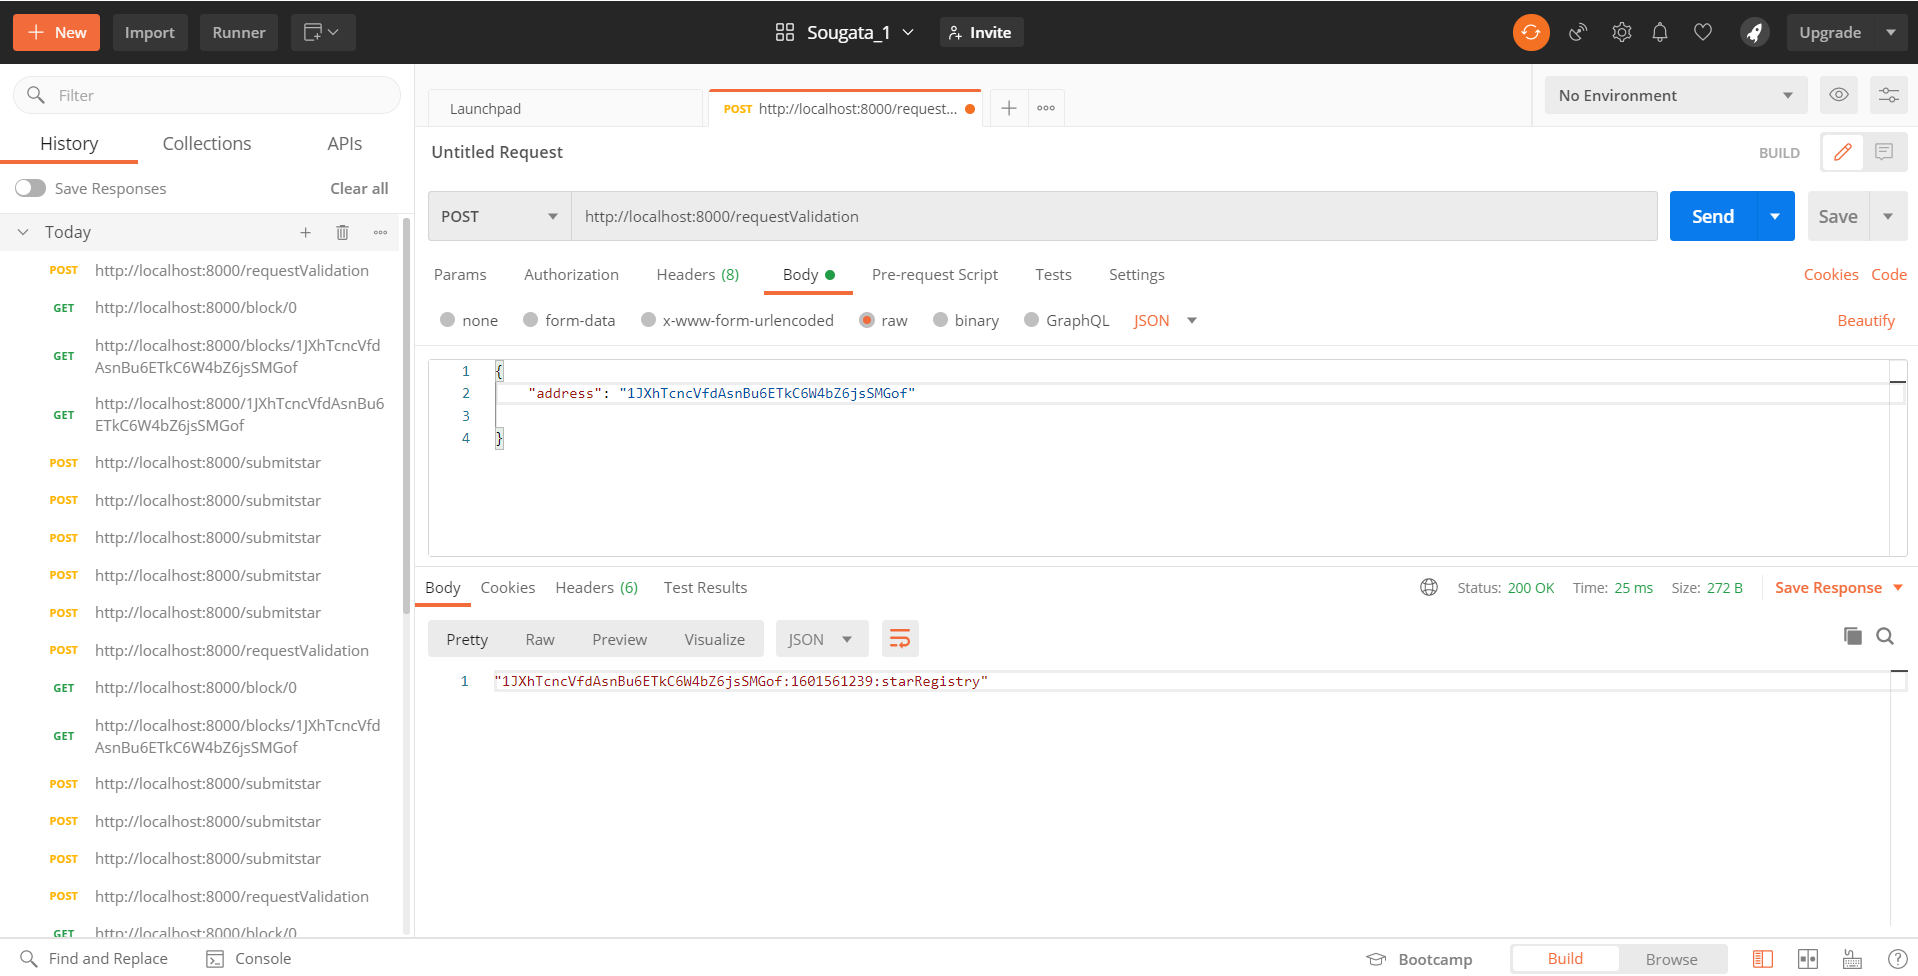 New
Import
Runner
Sougata_1
Invite
Upgrade
Filter
History
Collections
APIs
Save Responses
Clear all
Today
POST http://localhost:8000/requestValidation
GET http://localhost:8000/block/0
GET http://localhost:8000/blocks/1JXhTcncVfd
AsnBu6ETkC6W4bZ6jsSMGof
GET http://localhost:8000/1JXhTcncVfdAsnBu6
ETkC6W4bZ6jsSMGof
POST http://localhost:8000/submitstar
POST http://localhost:8000/submitstar
POST http://localhost:8000/submitstar
POST http://localhost:8000/submitstar
POST http://localhost:8000/submitstar
POST http://localhost:8000/requestValidation
GET http://localhost:8000/block/0
GET http://localhost:8000/blocks/1JXhTcncVfd
AsnBu6ETkC6W4bZ6jsSMGof
POST http://localhost:8000/submitstar
POST http://localhost:8000/submitstar
POST http://localhost:8000/submitstar
POST http://localhost:8000/requestValidation
GET http://localhost:8000/block/0
Launchpad
POST http://localhost:8000/request...
No Environment
Untitled Request
BUILD
POST
http://localhost:8000/requestValidation
Send
Save
Params
Authorization
Headers (8)
Body
Pre-request Script
Tests
Settings
Cookies
Code
none
form-data
x-www-form-urlencoded
raw
binary
GraphQL
JSON
Beautify
1 {
2 "address": "1JXhTcncVfdAsnBu6ETkC6W4bZ6jsSMGof"
3
4 }
Body
Cookies
Headers (6)
Test Results
Status: 200 OK
Time: 25 ms
Size: 272 B
Save Response
Pretty
Raw
Preview
Visualize
JSON
1 "1JXhTcncVfdAsnBu6ETkC6W4bZ6jsSMGof:1601561239:starRegistry"
Find and Replace
Console
Bootcamp
Build
Browse